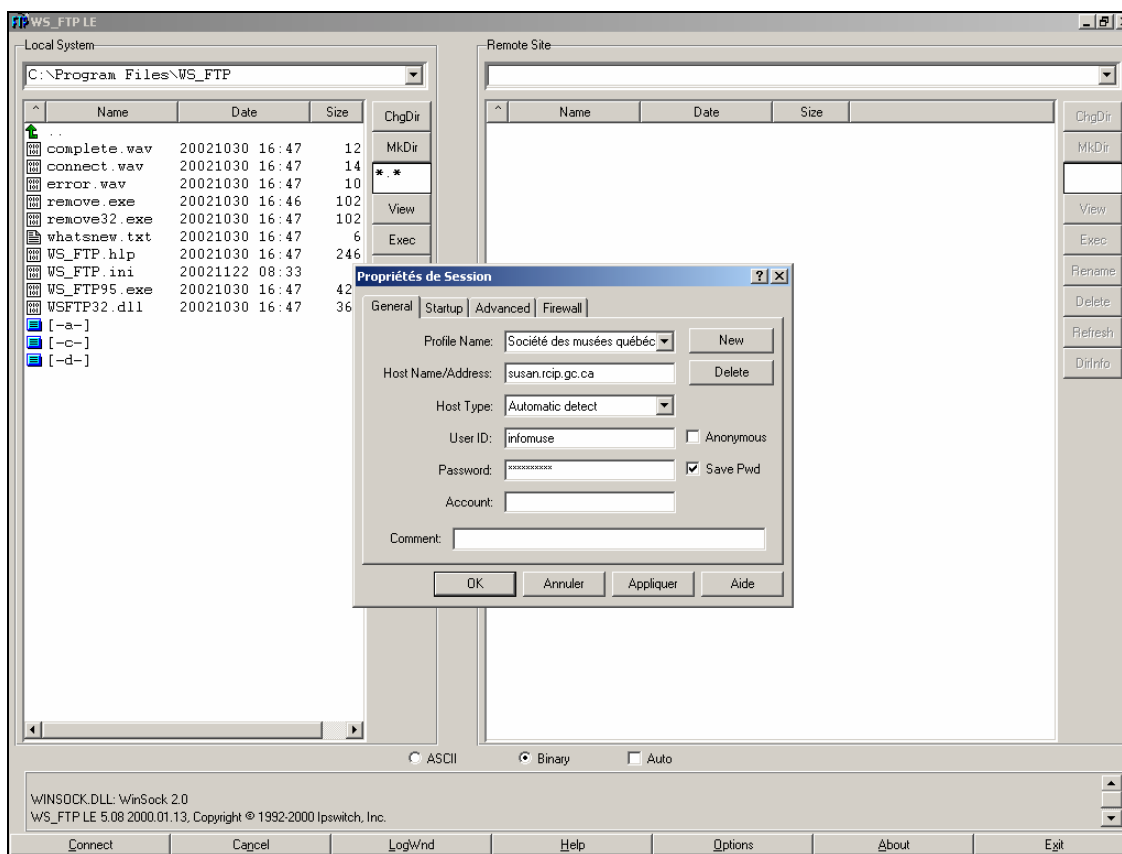 WS_FTP LE
Local System
Remote Site
C:\Program Files\WS_FTP
^ Name Date Size
ChgDir
^ Name Date Size
ChgDir
..
complete.wav 20021030 16:47 12
MkDir
MkDir
connect.wav 20021030 16:47 14
*.*
error.wav 20021030 16:47 10
remove.exe 20021030 16:46 102
View
View
remove32.exe 20021030 16:47 102
whatsnew.txt 20021030 16:47 6
Exec
Exec
WS_FTP.hlp 20021030 16:47 246
WS_FTP.ini 20021122 08:33
Rename
WS_FTP95.exe 20021030 16:47 42
WSFTP32.dll 20021030 16:47 36
Delete
[-a-]
Refresh
[-c-]
[-d-]
DirInfo
Propriétés de Session
General Startup Advanced Firewall
Profile Name: Société des musées québéc New
Host Name/Address: susan.rcip.gc.ca Delete
Host Type: Automatic detect
User ID: infomuse Anonymous
Password: xxxxxxxxxx Save Pwd
Account:
Comment:
OK Annuler Appliquer Aide
ASCII Binary Auto
WINSOCK.DLL: WinSock 2.0
WS_FTP LE 5.08 2000.01.13, Copyright © 1992-2000 Ipswitch, Inc.
Connect Cancel LogWnd Help Options About Exit